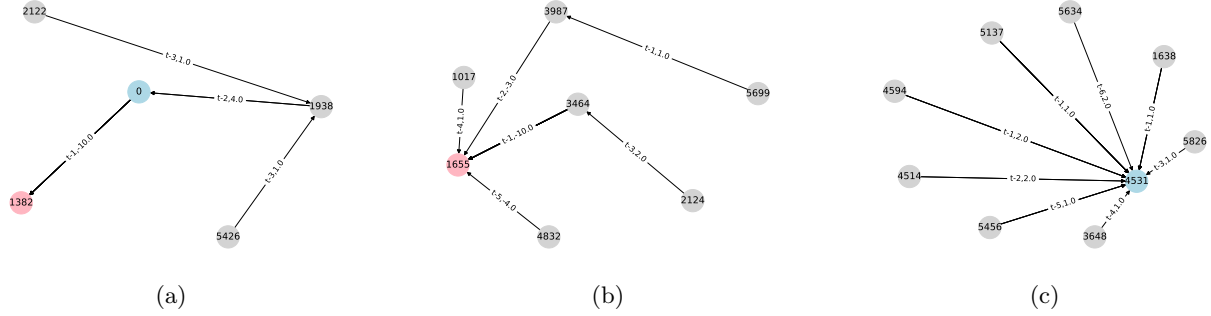 2122
t-3,1.0
0
t-2,4.0
1938
t-1,-10.0
t-3,1.0
1382
5426
(a)
3987
t-1,1.0
5699
1017
t-2,-3.0
3464
t-4,1.0
t-1,-10.0
1655
t-3,2.0
t-5,-4.0
2124
4832
(b)
5634
5137
1638
t-6,2.0
4594
t-1,1.0
t-1,1.0
t-1,2.0
5826
t-3,1.0
4514
t-2,2.0
4531
t-5,1.0
t-4,1.0
5456
3648
(c)